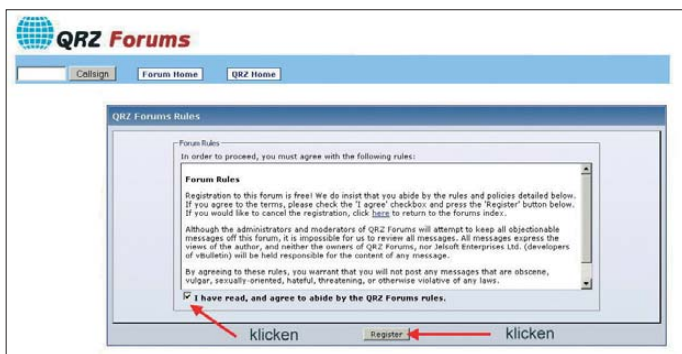 QRZ Forums
Callsign Forum Home QRZ Home
QRZ Forums Rules
Forum Rules
In order to proceed, you must agree with the following rules:
Forum Rules
Registration to this forum is free! We do insist that you abide by the rules and policies detailed below.
If you agree to the terms, please check the 'I agree' checkbox and press the 'Register' button below.
If you would like to cancel the registration, click here to return to the forums index.
Although the administrators and moderators of QRZ Forums will attempt to keep all objectionable
messages off this forum, it is impossible for us to review all messages. All messages express the
views of the author, and neither the owners of QRZ Forums, nor Jelsoft Enterprises Ltd. (developers
of vBulletin) will be held responsible for the content of any message.
By agreeing to these rules, you warrant that you will not post any messages that are obscene,
vulgar, sexually-oriented, hateful, threatening, or otherwise violative of any laws.
I have read, and agree to abide by the QRZ Forums rules.
klicken Register klicken